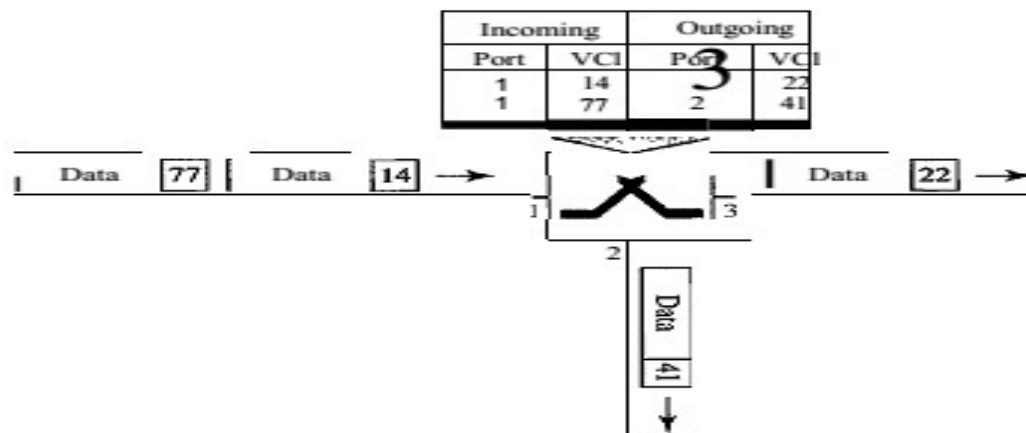 Incoming Outgoing
Port VCI Port VCI
1 14 3 22
1 77 2 41
Data 77 Data 14 Data 22
1 3
2
Data 41